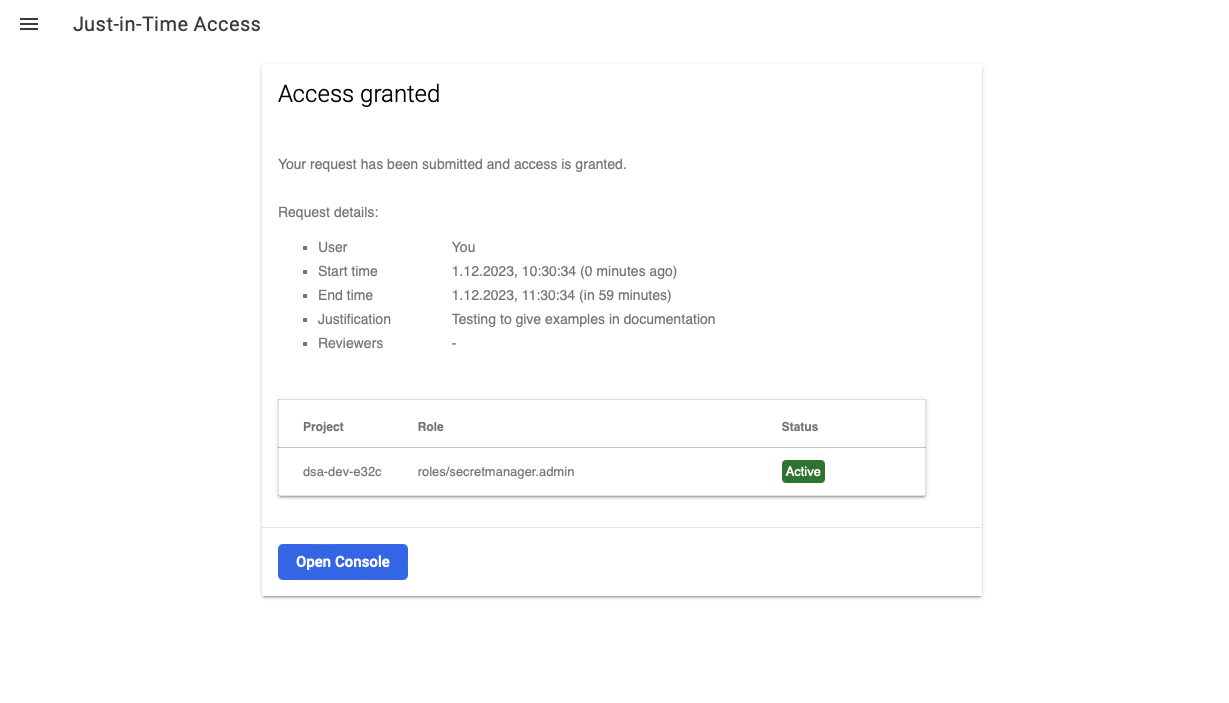 Just-in-Time Access
Access granted
Your request has been submitted and access is granted.
Request details:
User You
Start time 1.12.2023, 10:30:34 (0 minutes ago)
End time 1.12.2023, 11:30:34 (in 59 minutes)
Justification Testing to give examples in documentation
Reviewers -
Project Role Status
dsa-dev-e32c roles/secretmanager.admin Active
Open Console